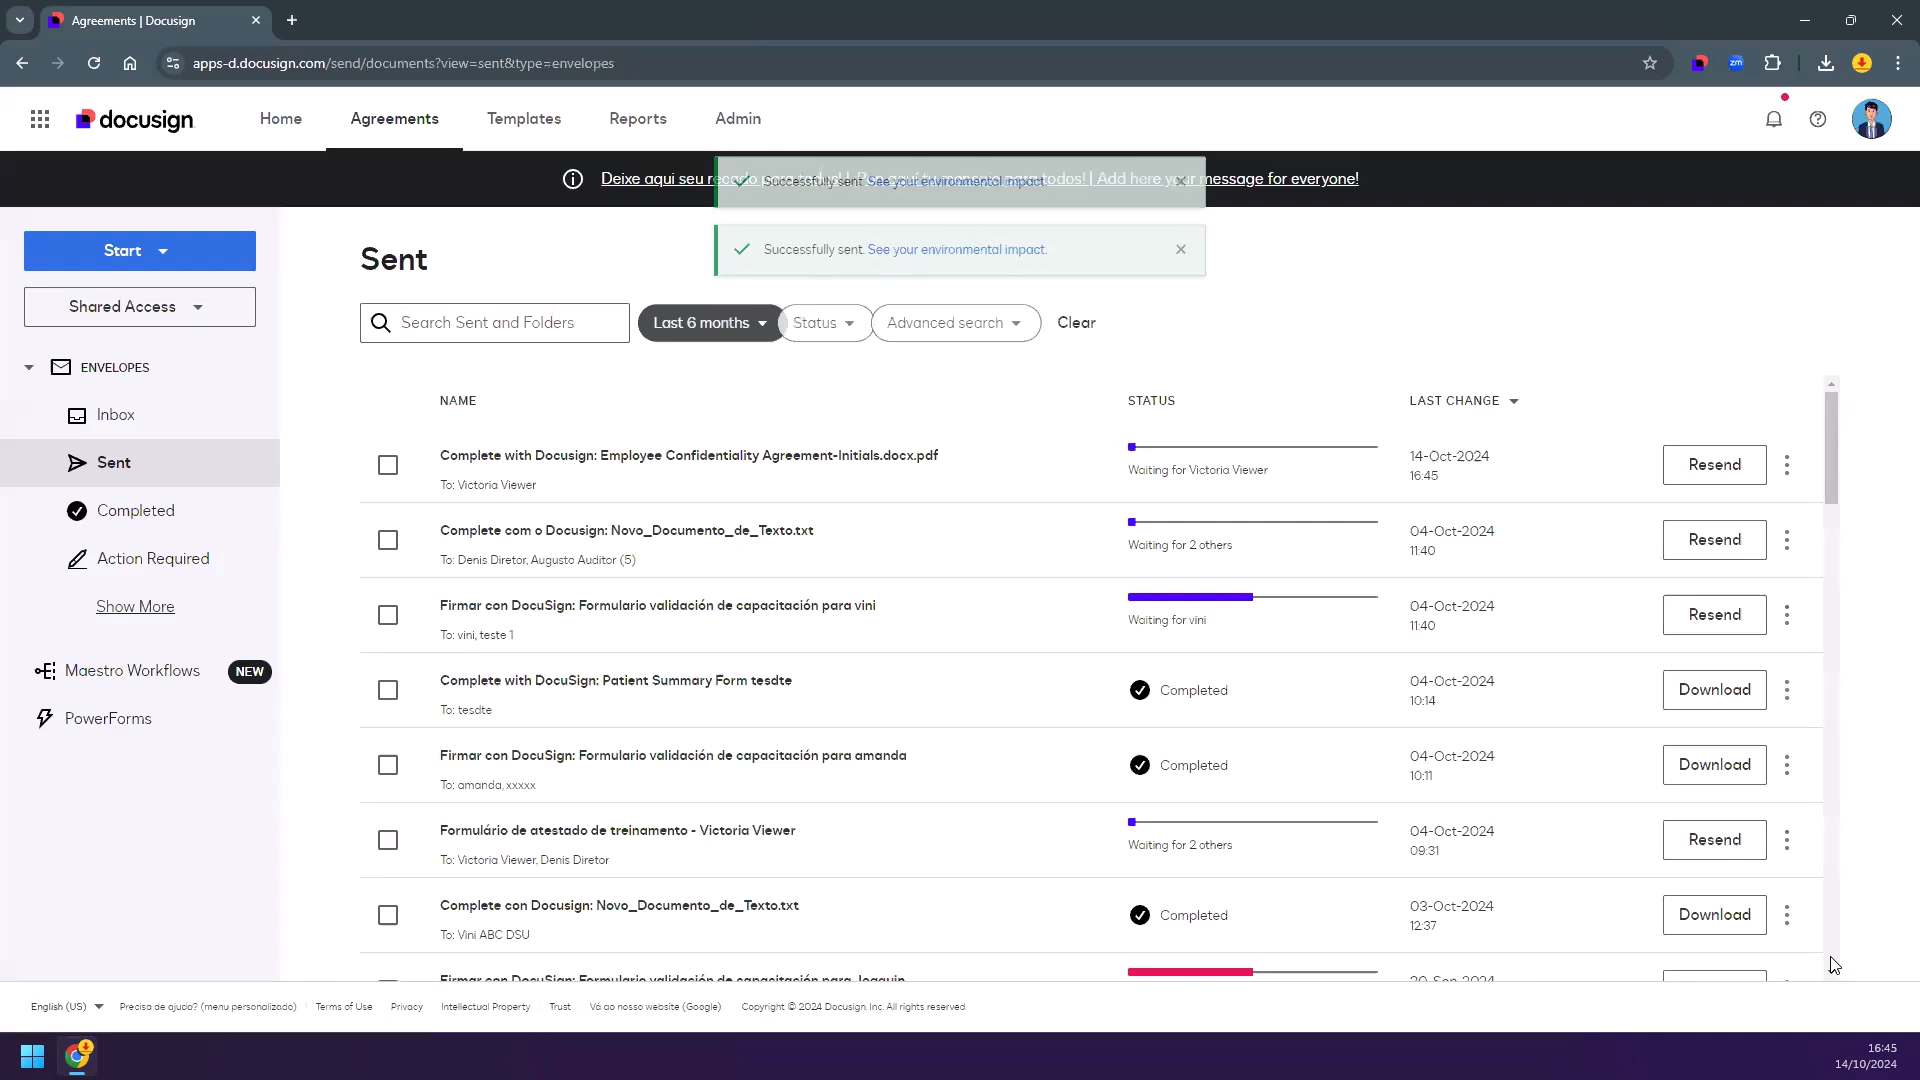 Agreements | Docusign
apps-d.docusign.com/send/documents?view=sent&type=envelopes
zm
docusign
Home
Agreements
Templates
Reports
Admin
Deixe aqui seu recado para todos! | Pon aquí tu mensaje para todos! | Add here your message for everyone!
Successfully sent. See your environmental impact.
Successfully sent. See your environmental impact.
Start
Shared Access
ENVELOPES
Inbox
Sent
Completed
Action Required
Show More
Maestro Workflows NEW
PowerForms
Sent
Search Sent and Folders
Last 6 months
Status
Advanced search
Clear
NAME STATUS LAST CHANGE
Complete with Docusign: Employee Confidentiality Agreement-Initials.docx.pdf
To: Victoria Viewer
Waiting for Victoria Viewer
14-Oct-2024
16:45
Resend
Complete com o Docusign: Novo_Documento_de_Texto.txt
To: Denis Diretor, Augusto Auditor (5)
Waiting for 2 others
04-Oct-2024
11:40
Resend
Firmar con DocuSign: Formulario validación de capacitación para vini
To: vini, teste 1
Waiting for vini
04-Oct-2024
11:40
Resend
Complete with DocuSign: Patient Summary Form tesdte
To: tesdte
Completed
04-Oct-2024
10:14
Download
Firmar con DocuSign: Formulario validación de capacitación para amanda
To: amanda, xxxxx
Completed
04-Oct-2024
10:11
Download
Formulário de atestado de treinamento - Victoria Viewer
To: Victoria Viewer, Denis Diretor
Waiting for 2 others
04-Oct-2024
09:31
Resend
Complete con Docusign: Novo_Documento_de_Texto.txt
To: Vini ABC DSU
Completed
03-Oct-2024
12:37
Download
Firmar con DocuSign: Formulario validación de capacitación para Joaquin
30-Sep-2024
English (US)
Precisa de ajuda? (menu personalizado)
Terms of Use
Privacy
Intellectual Property
Trust
Vá ao nosso website (Google)
Copyright © 2024 Docusign, Inc. All rights reserved
16:45
14/10/2024